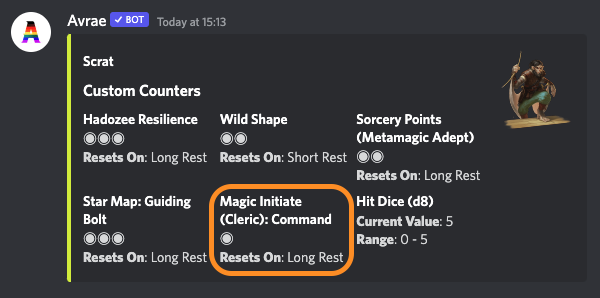 Avrae ✓ BOT Today at 15:13
Scrat
Custom Counters
Hadozee Resilience
◉◉◉
Resets On: Long Rest
Wild Shape
◉◉
Resets On: Short Rest
Sorcery Points
(Metamagic Adept)
◉◉
Resets On: Long Rest
Star Map: Guiding
Bolt
◉◉◉
Resets On: Long Rest
Magic Initiate
(Cleric): Command
◉
Resets On: Long Rest
Hit Dice (d8)
Current Value: 5
Range: 0 - 5